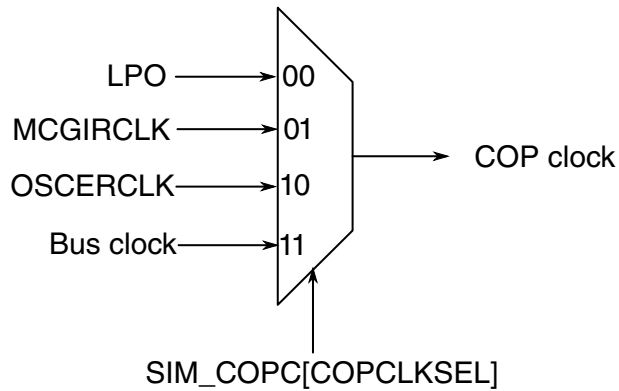 LPO 00
MCGIRCLK 01
COP clock
OSCERCLK 10
Bus clock 11
SIM_COPC[COPCLKSEL]